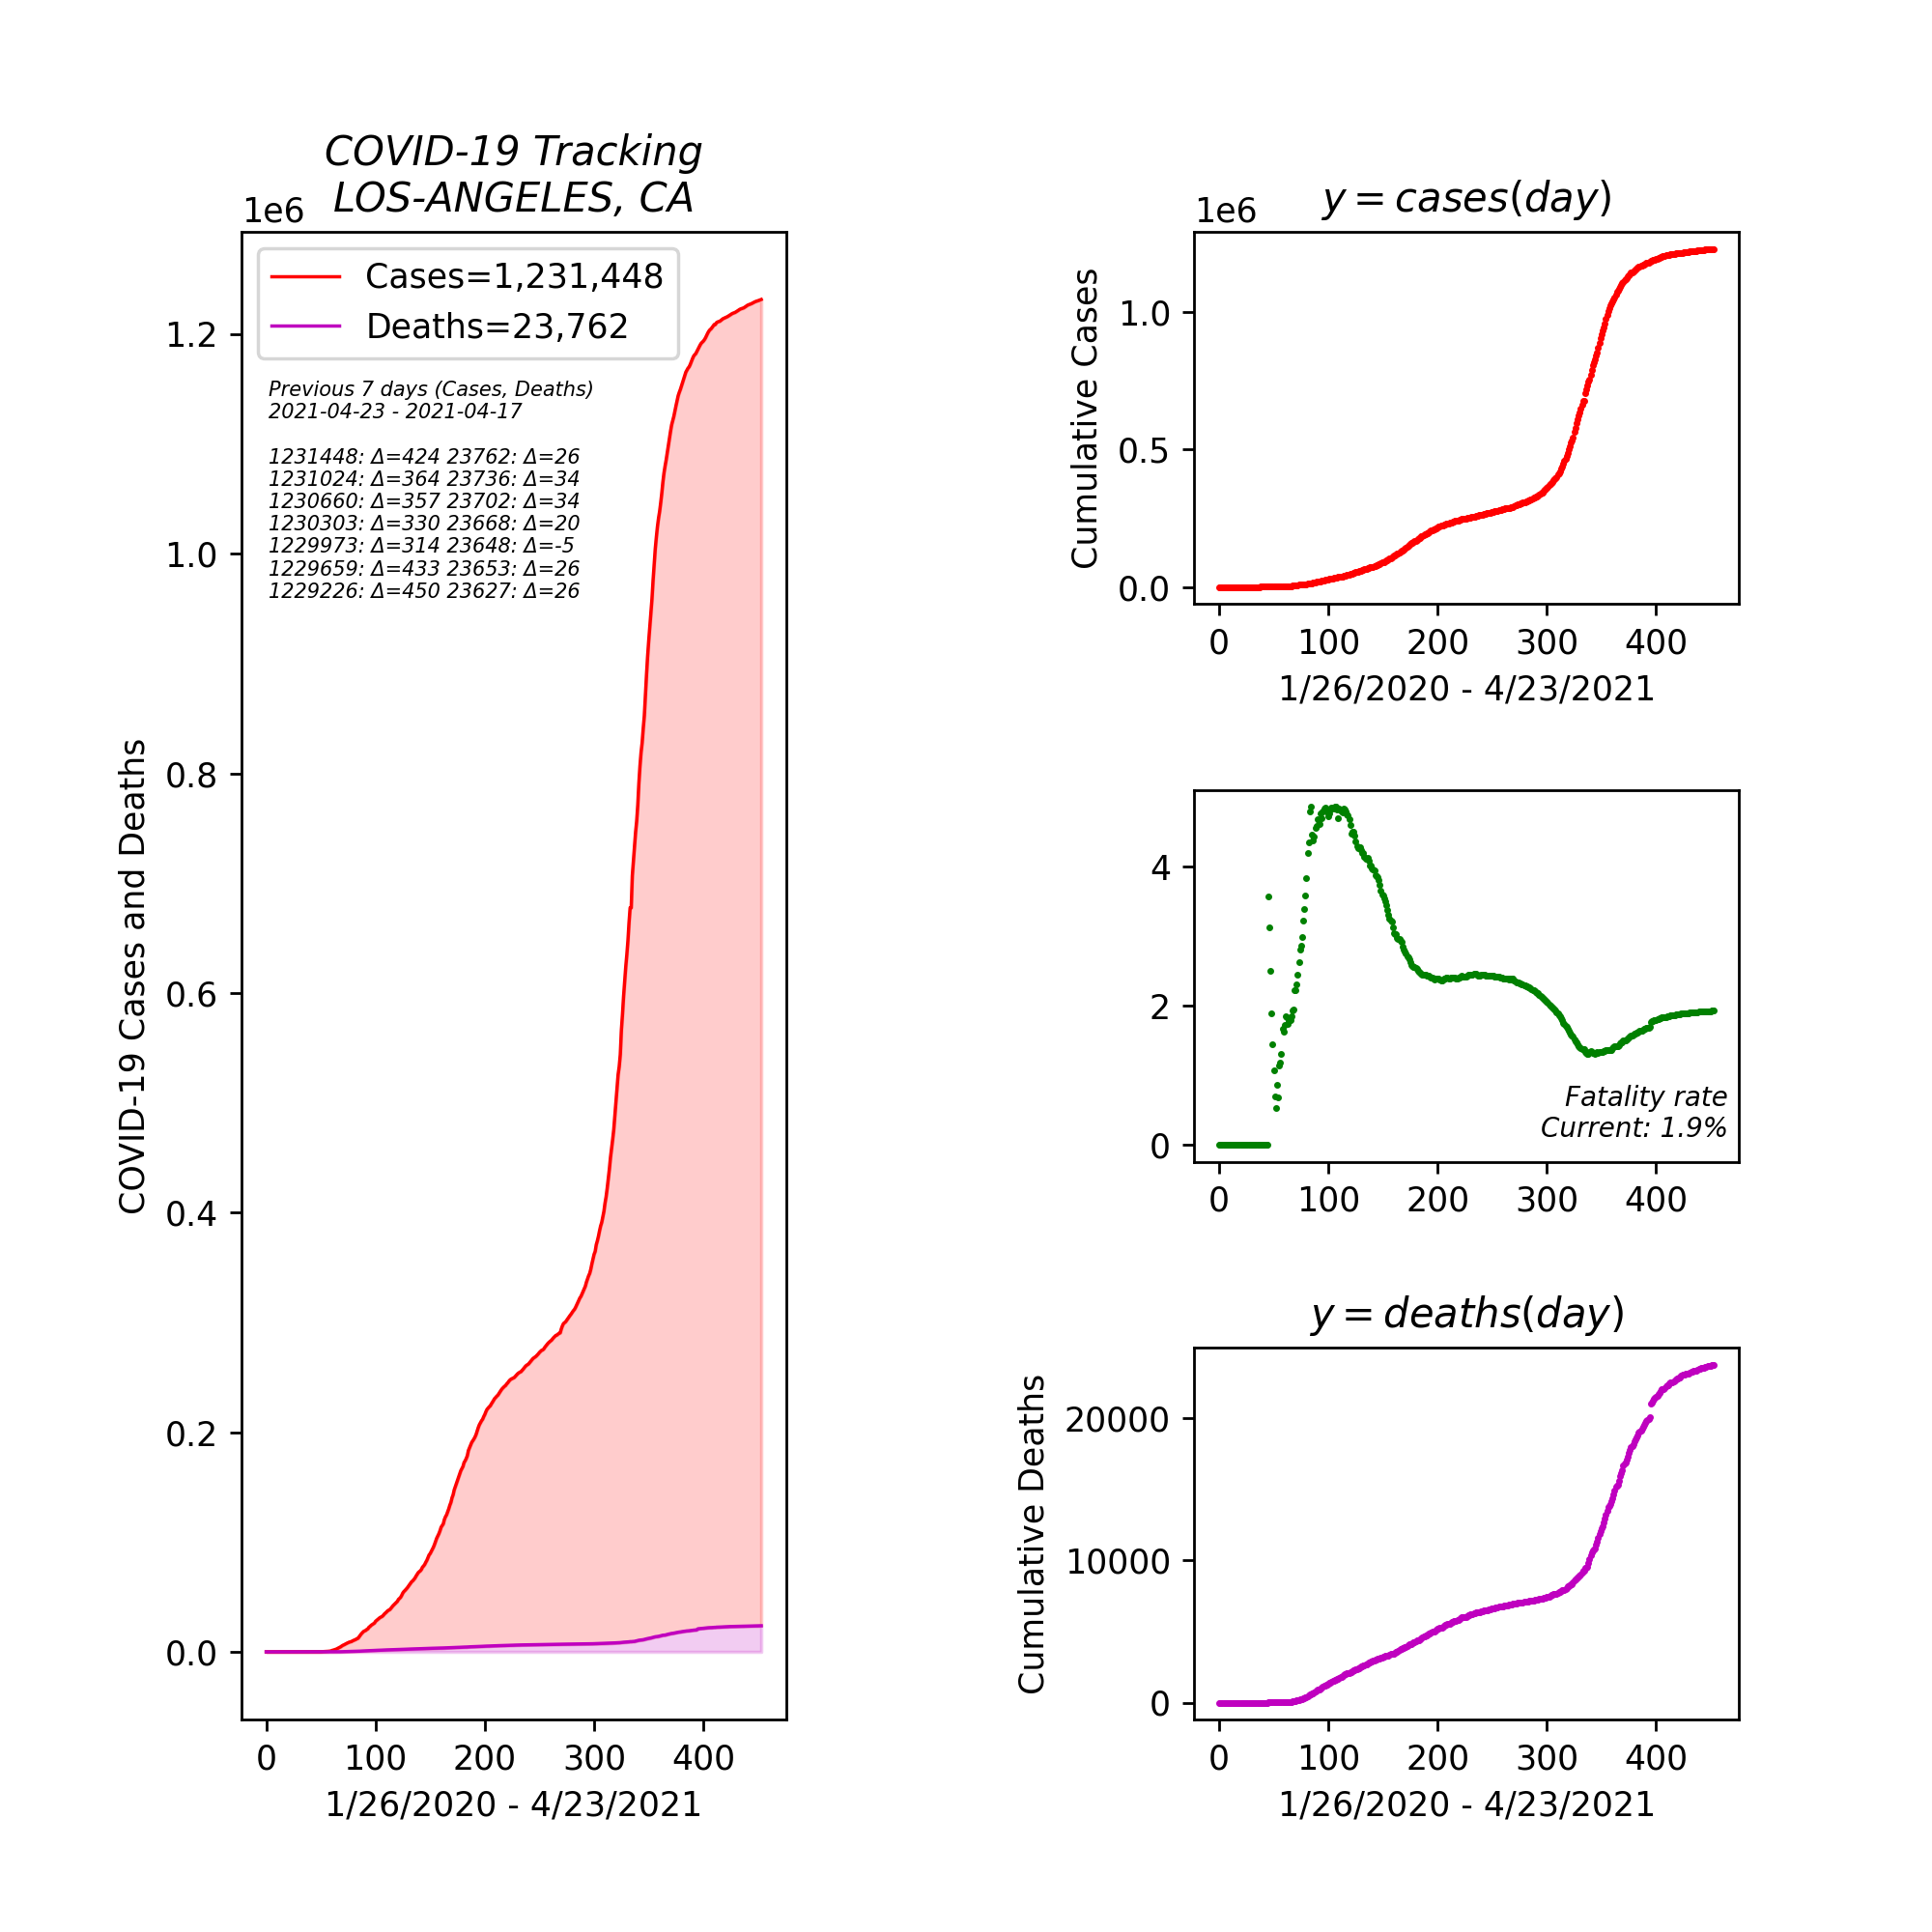 COVID-19 Tracking
LOS-ANGELES, CA
1e6
Cases=1,231,448
Deaths=23,762
Previous 7 days (Cases, Deaths)
2021-04-23 - 2021-04-17
1231448: Δ=424 23762: Δ=26
1231024: Δ=364 23736: Δ=34
1230660: Δ=357 23702: Δ=34
1230303: Δ=330 23668: Δ=20
1229973: Δ=314 23648: Δ=-5
1229659: Δ=433 23653: Δ=26
1229226: Δ=450 23627: Δ=26
COVID-19 Cases and Deaths
1.2
1.0
0.8
0.6
0.4
0.2
0.0
0 100 200 300 400
1/26/2020 - 4/23/2021
y = cases(day)
1e6
Cumulative Cases
1.0
0.5
0.0
0 100 200 300 400
1/26/2020 - 4/23/2021
4
2
0
Fatality rate
Current: 1.9%
0 100 200 300 400
y = deaths(day)
Cumulative Deaths
20000
10000
0
0 100 200 300 400
1/26/2020 - 4/23/2021